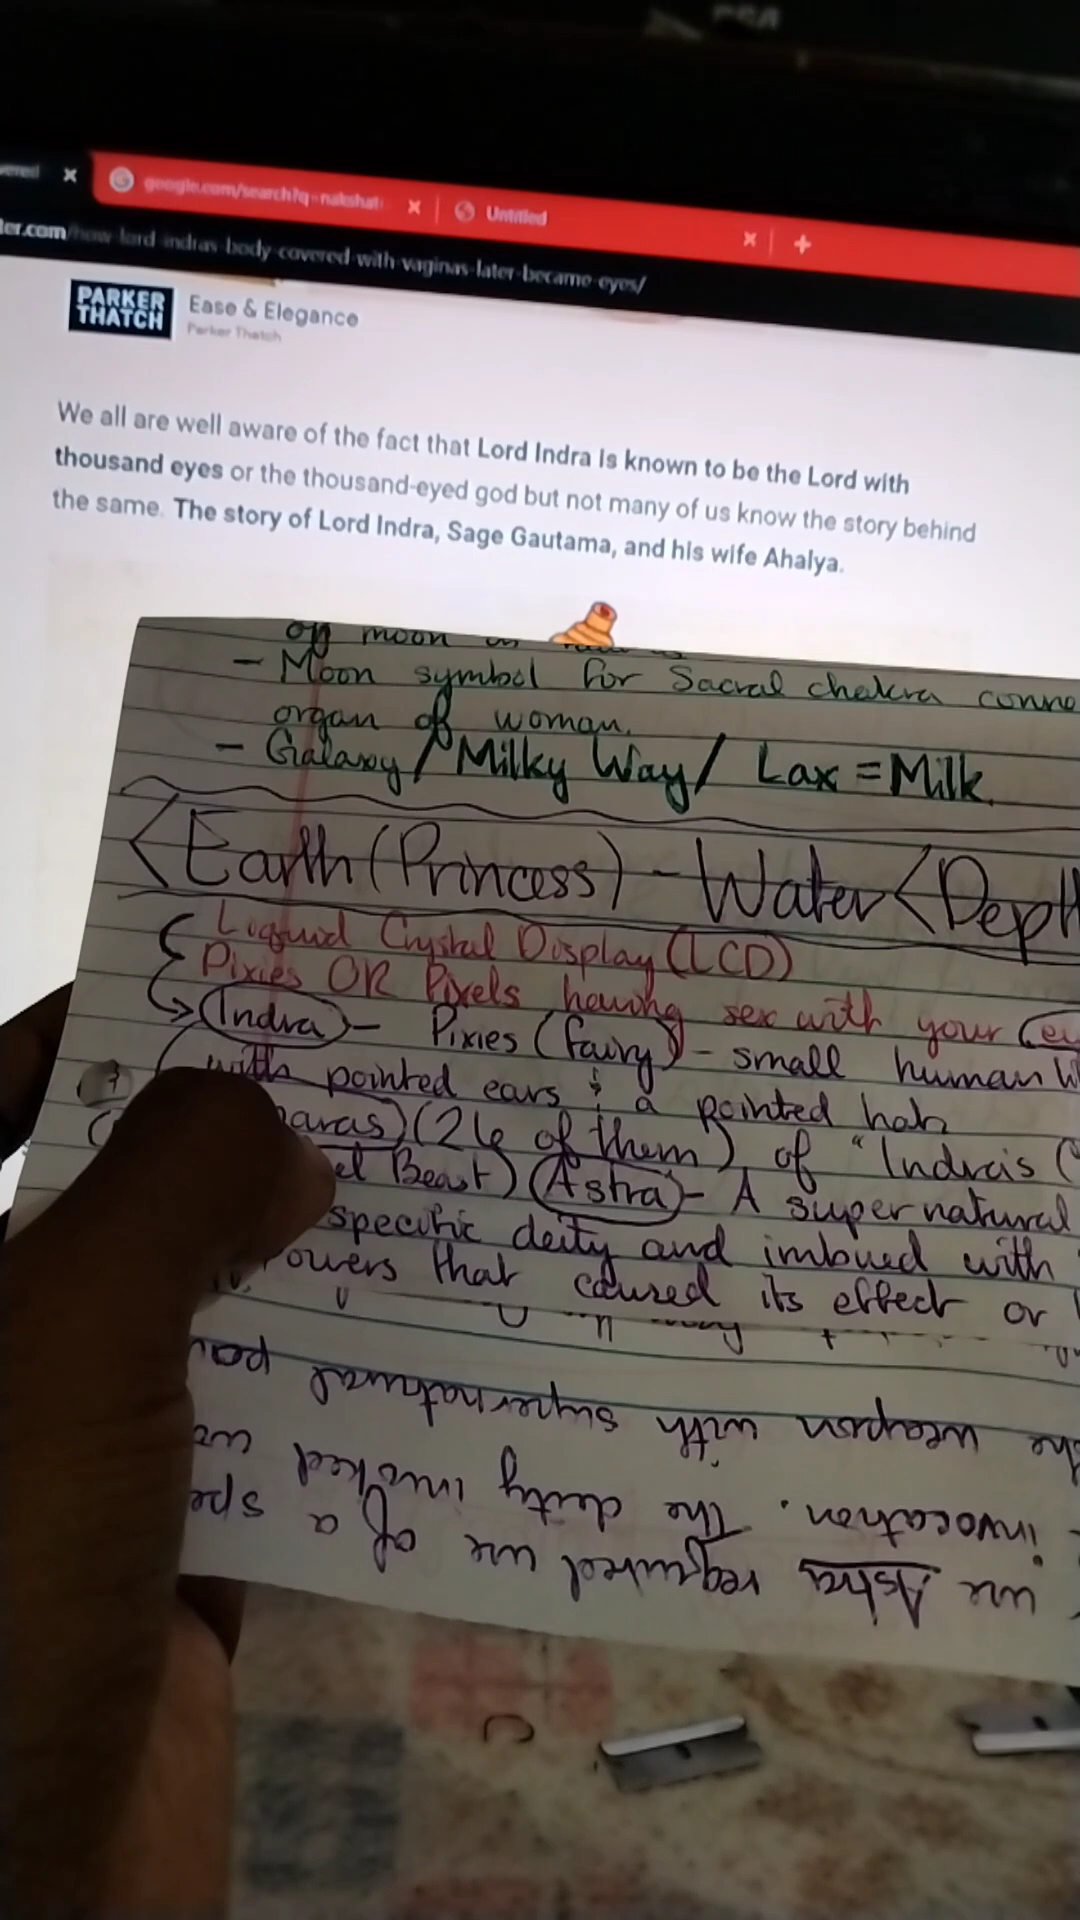 google.com/search?q=nakshat
Untitled
ler.com/how-lord-indras-body-covered-with-vaginas-later-became-eyes/
PARKER
THATCH
Ease & Elegance
Parker Thatch
We all are well aware of the fact that Lord Indra is known to be the Lord with
thousand eyes or the thousand-eyed god but not many of us know the story behind
the same. The story of Lord Indra, Sage Gautama, and his wife Ahalya.
moon
- Moon symbol for Sacral chakra conne
organ of woman.
- Galaxy / Milky Way / Lax = Milk.
<Earth (Princess) - Water <Dept
Liquid Crystal Display (LCD)
Pixies OR Pixels having sex with your
Indra - Pixies (fairy) - small human
with pointed ears & a pointed hat
aras) (26 of them) of "Indra's
Beast) (Astra) - A supernatural
specific deity and imbued with
owers that caused its effect or
the weapon with supernatural
invocation. The deity invoked
use Astra required use of a spe